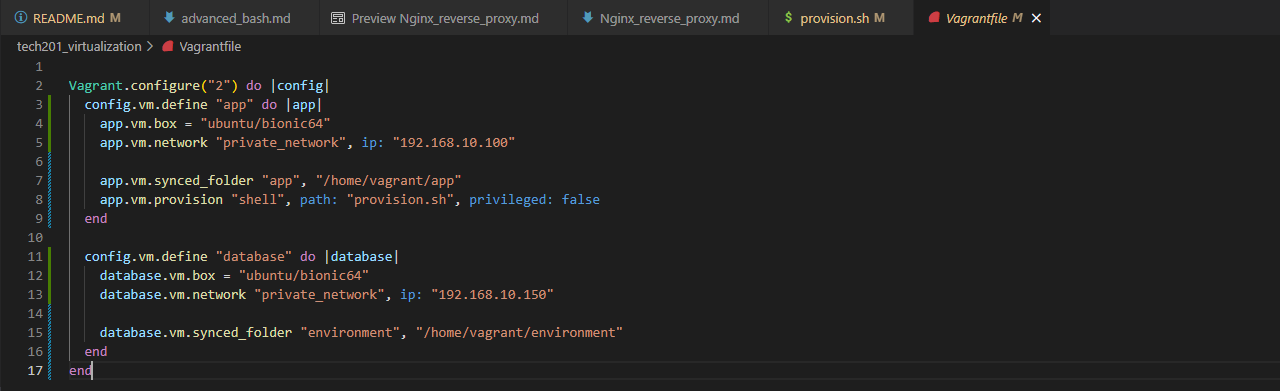 README.md M advanced_bash.md Preview Nginx_reverse_proxy.md Nginx_reverse_proxy.md $ provision.sh M Vagrantfile M ×
tech201_virtualization > Vagrantfile
1
2 Vagrant.configure("2") do |config|
3 config.vm.define "app" do |app|
4 app.vm.box = "ubuntu/bionic64"
5 app.vm.network "private_network", ip: "192.168.10.100"
6
7 app.vm.synced_folder "app", "/home/vagrant/app"
8 app.vm.provision "shell", path: "provision.sh", privileged: false
9 end
10
11 config.vm.define "database" do |database|
12 database.vm.box = "ubuntu/bionic64"
13 database.vm.network "private_network", ip: "192.168.10.150"
14
15 database.vm.synced_folder "environment", "/home/vagrant/environment"
16 end
17 end